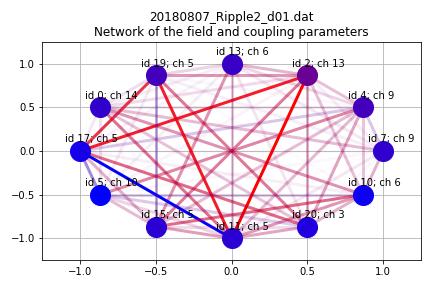 20180807_Ripple2_d01.dat
Network of the field and coupling parameters
id 13; ch 6
id 19; ch 5
id 2; ch 13
id 0; ch 14
id 4; ch 9
id 17; ch 5
id 7; ch 9
id 5; ch 10
id 10; ch 6
id 15; ch 5
id 11; ch 5
id 20; ch 3
1.0
0.5
0.0
−0.5
−1.0
−1.0
−0.5
0.0
0.5
1.0